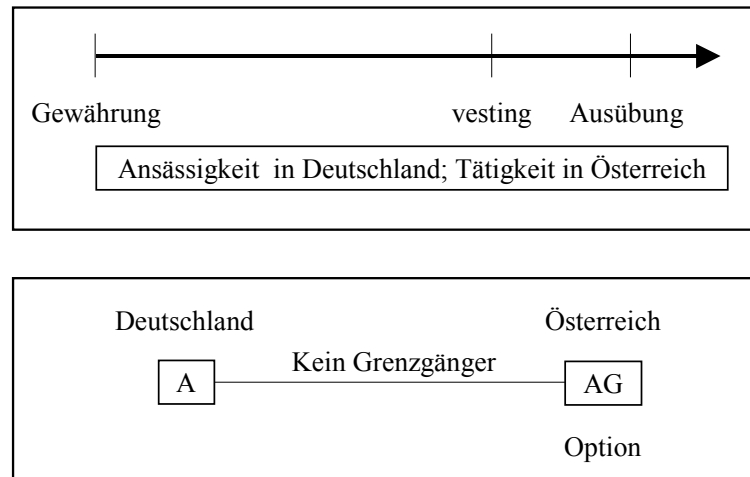 Gewährung vesting Ausübung
Ansässigkeit in Deutschland; Tätigkeit in Österreich
Deutschland Österreich
Kein Grenzgänger
A AG
Option